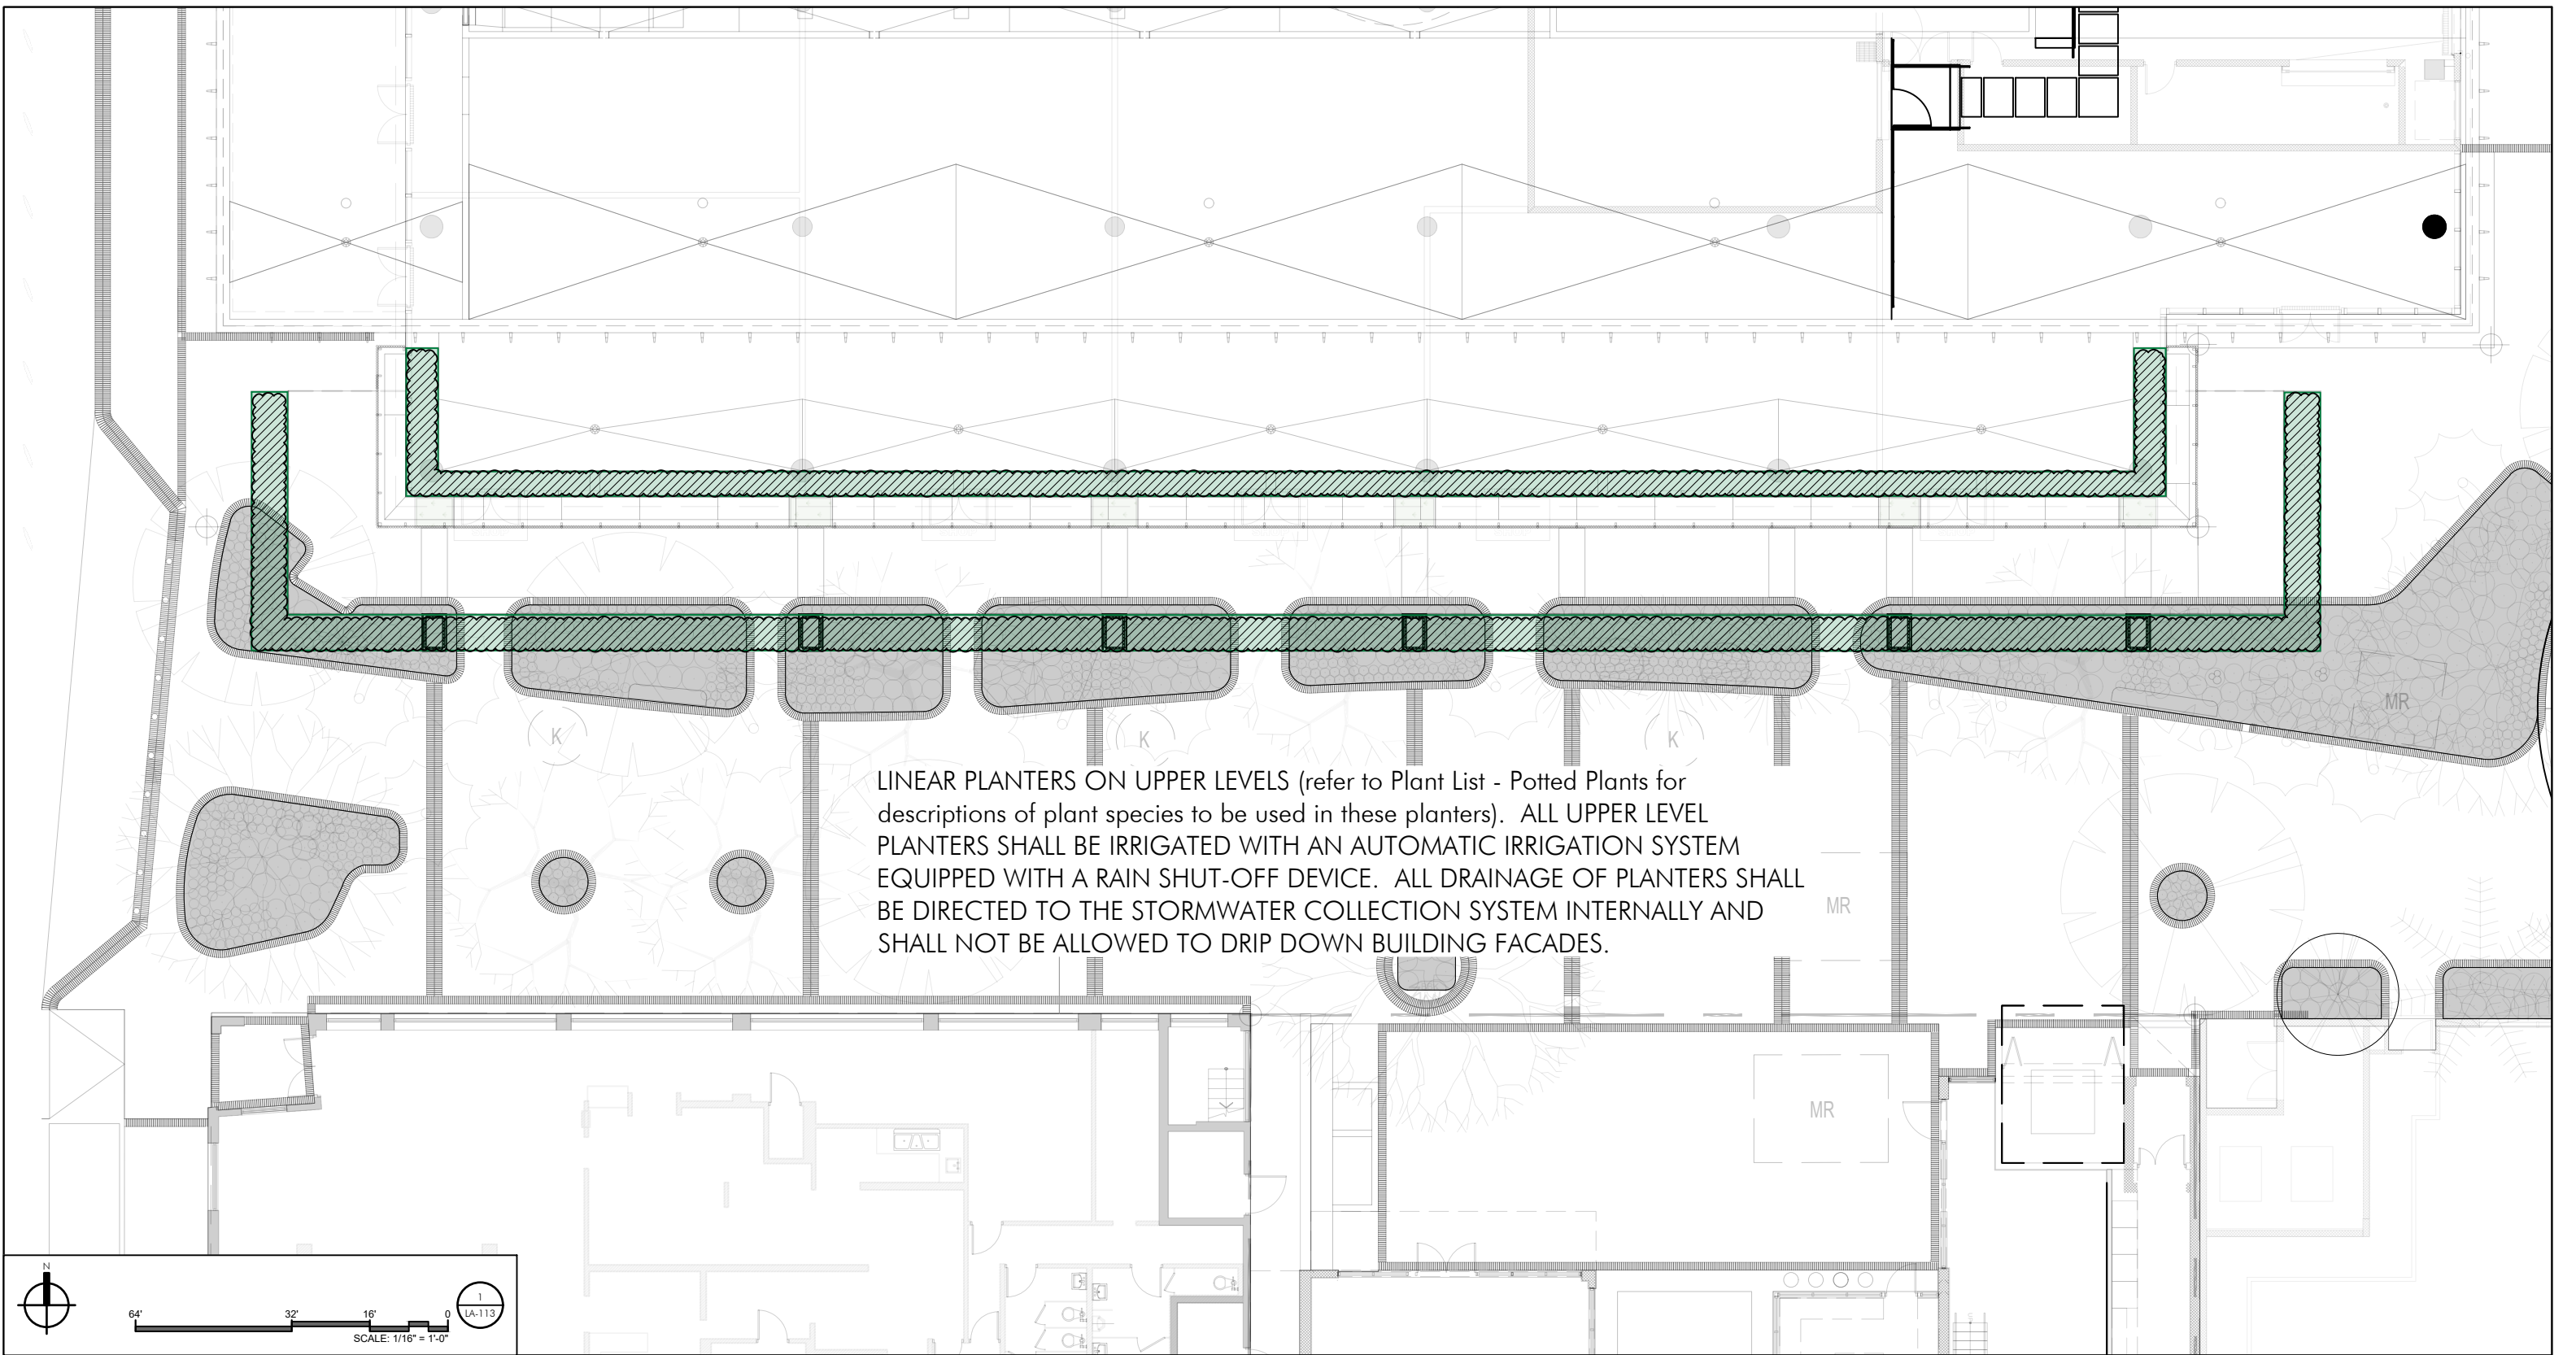 MR
K
K
K
LINEAR PLANTERS ON UPPER LEVELS (refer to Plant List - Potted Plants for
descriptions of plant species to be used in these planters).  ALL UPPER LEVEL
PLANTERS SHALL BE IRRIGATED WITH AN AUTOMATIC IRRIGATION SYSTEM
EQUIPPED WITH A RAIN SHUT-OFF DEVICE.  ALL DRAINAGE OF PLANTERS SHALL
BE DIRECTED TO THE STORMWATER COLLECTION SYSTEM INTERNALLY AND
SHALL NOT BE ALLOWED TO DRIP DOWN BUILDING FACADES.
MR
MR
N
64' 32' 16' 0
SCALE: 1/16" = 1'-0"
1
LA-113